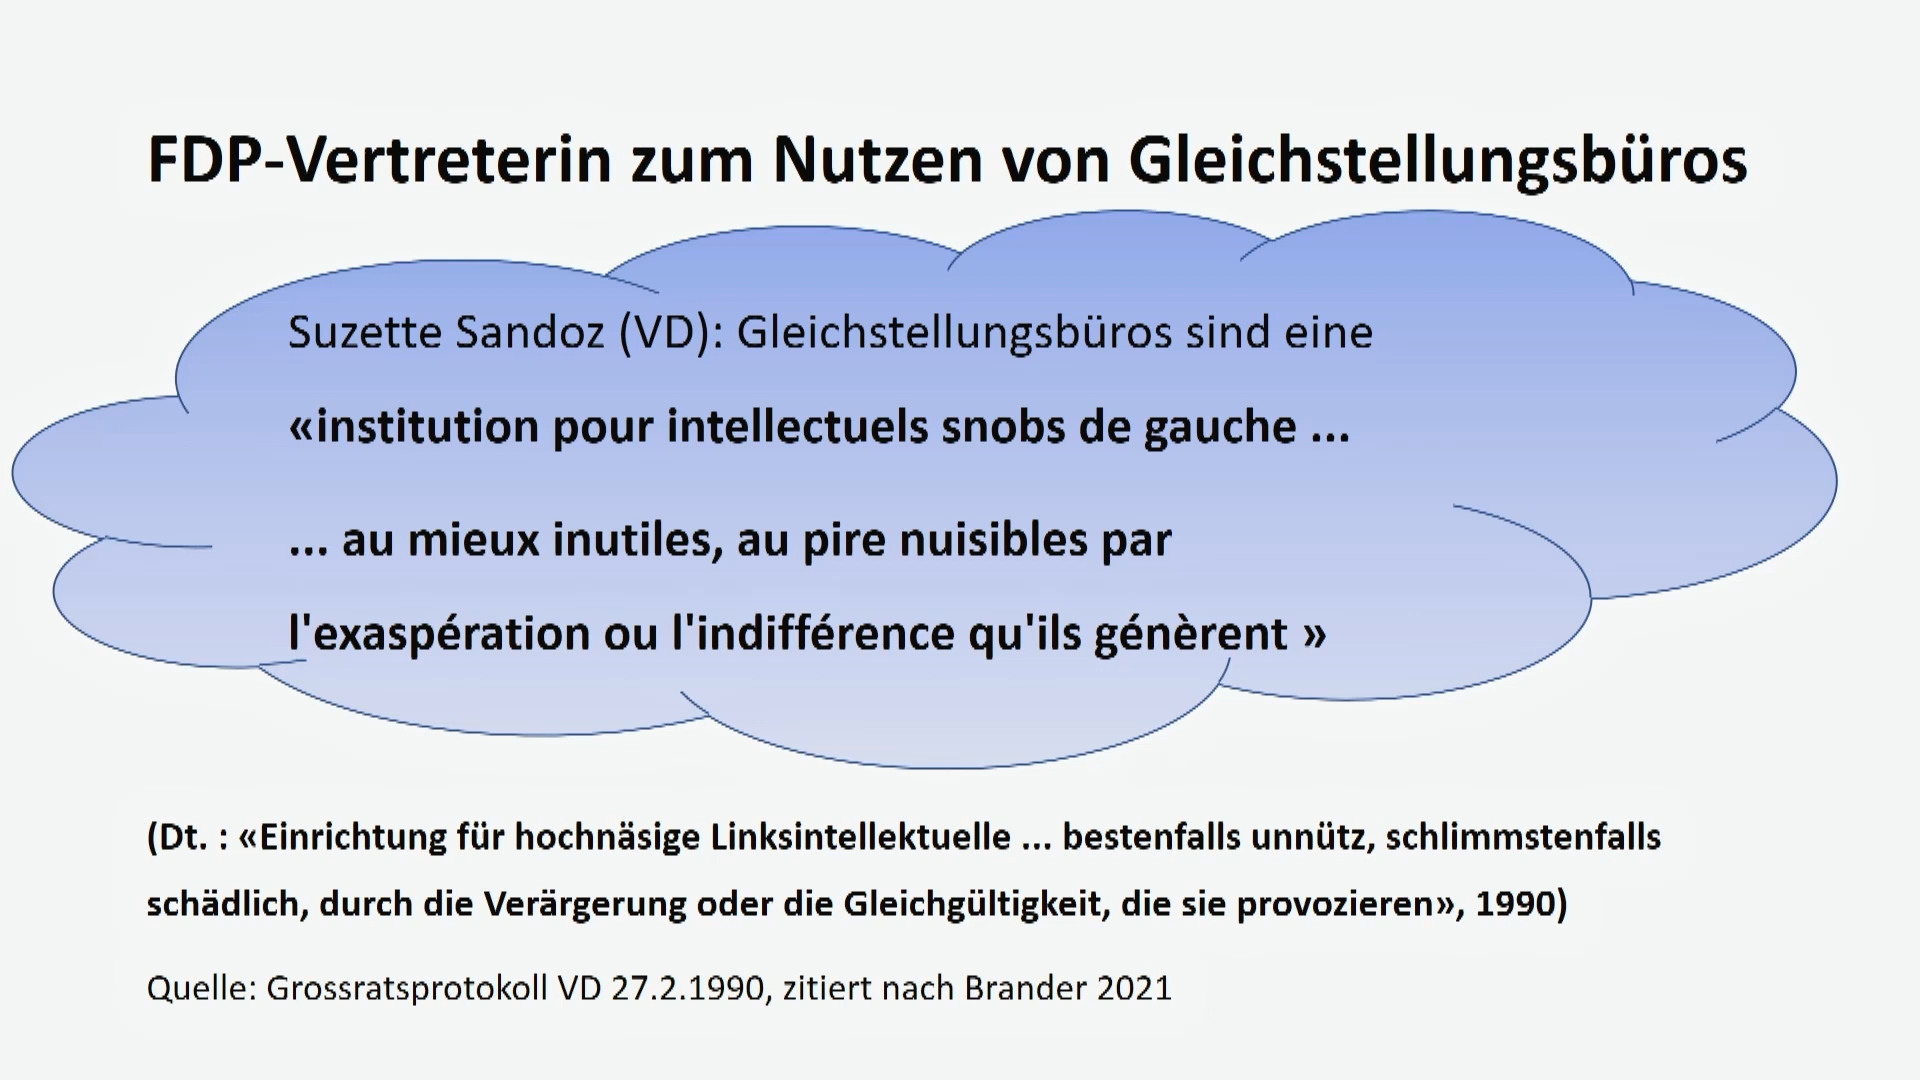 FDP-Vertreterin zum Nutzen von Gleichstellungsbüros
Suzette Sandoz (VD): Gleichstellungsbüros sind eine
«institution pour intellectuels snobs de gauche ...
... au mieux inutiles, au pire nuisibles par
l'exaspération ou l'indifférence qu'ils génèrent »
(Dt. : «Einrichtung für hochnäsige Linksintellektuelle ... bestenfalls unnütz, schlimmstenfalls
schädlich, durch die Verärgerung oder die Gleichgültigkeit, die sie provozieren», 1990)
Quelle: Grossratsprotokoll VD 27.2.1990, zitiert nach Brander 2021